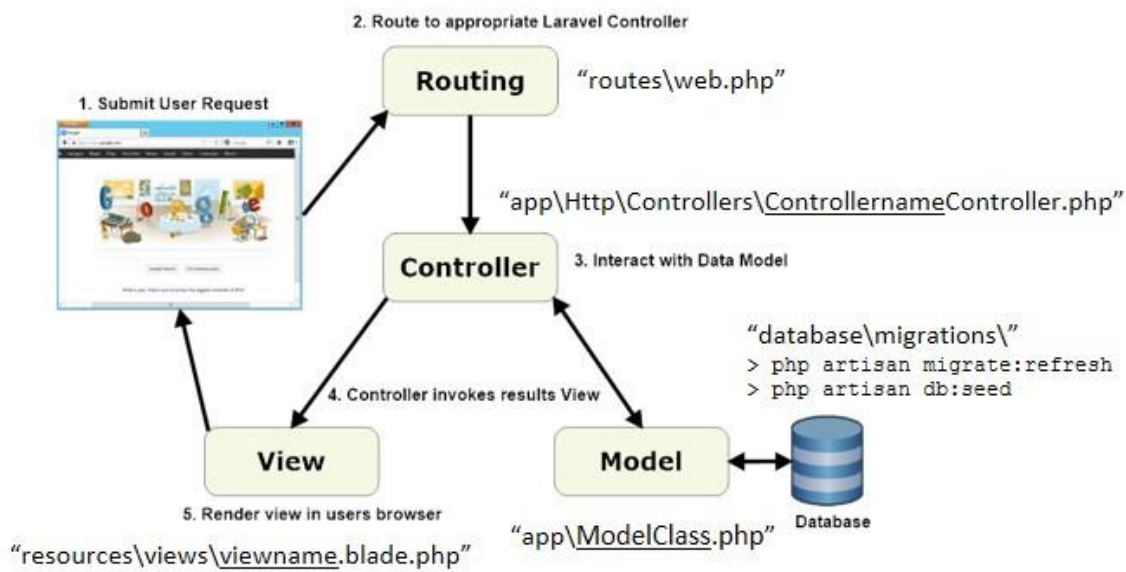 2. Route to appropriate Laravel Controller
Routing
“routes\web.php”
1. Submit User Request
Google
“app\Http\Controllers\ControllernameController.php”
Controller
3. Interact with Data Model
“database\migrations\”
> php artisan migrate:refresh
> php artisan db:seed
4. Controller invokes results View
View
Model
5. Render view in users browser
Database
“app\ModelClass.php”
“resources\views\viewname.blade.php”